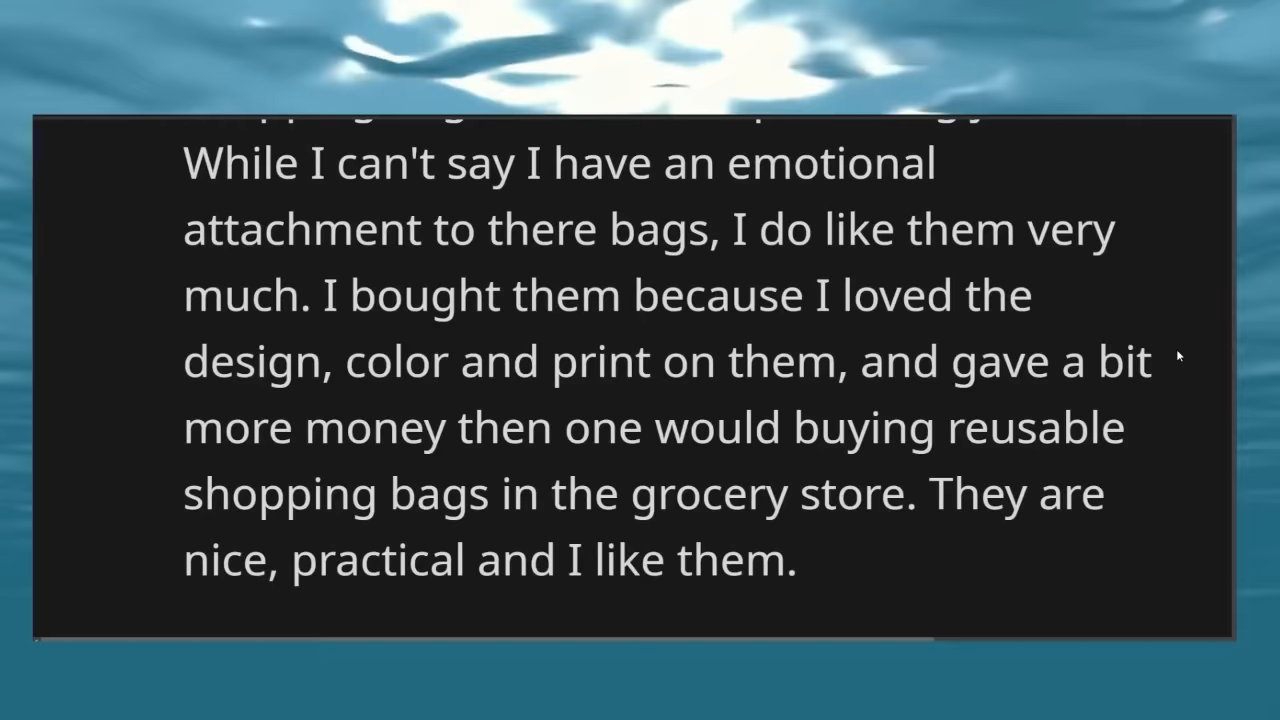 While I can't say I have an emotional
attachment to there bags, I do like them very
much. I bought them because I loved the
design, color and print on them, and gave a bit
more money then one would buying reusable
shopping bags in the grocery store. They are
nice, practical and I like them.